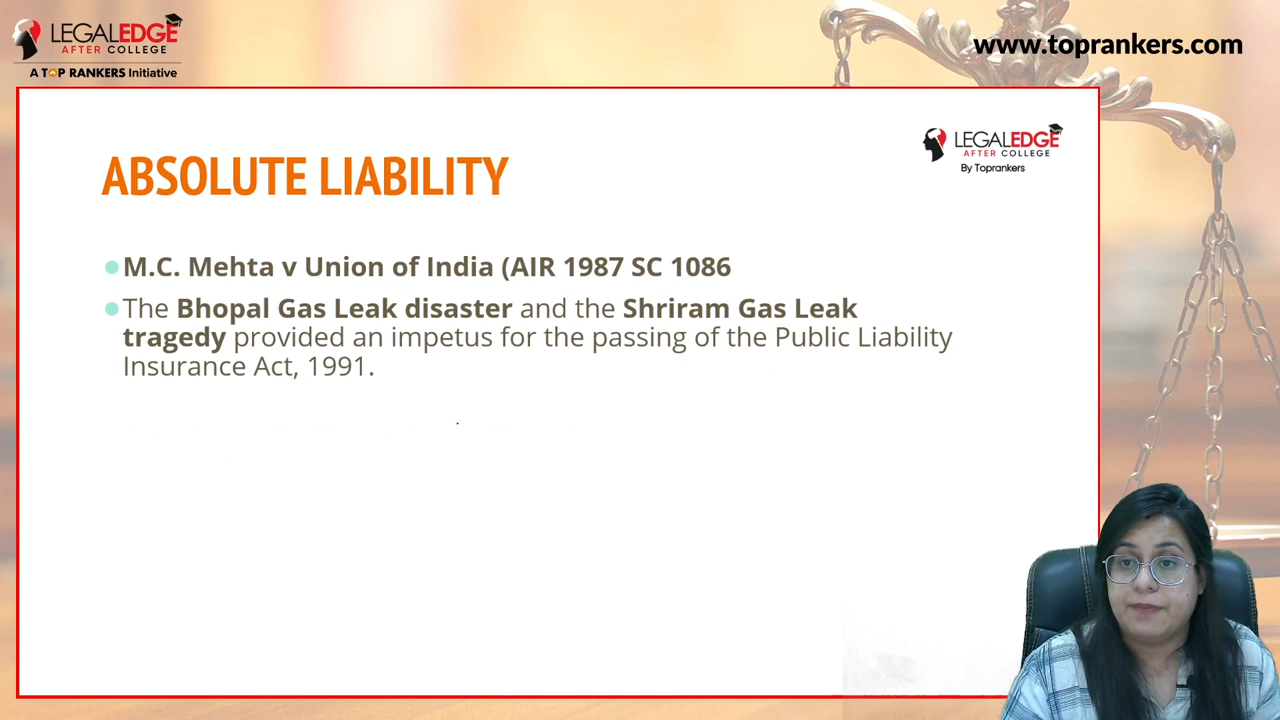 LEGALEDGE
AFTER COLLEGE
A TOP RANKERS Initiative
www.toprankers.com
LEGALEDGE
AFTER COLLEGE
By Toprankers
ABSOLUTE LIABILITY
M.C. Mehta v Union of India (AIR 1987 SC 1086
The Bhopal Gas Leak disaster and the Shriram Gas Leak
tragedy provided an impetus for the passing of the Public Liability
Insurance Act, 1991.